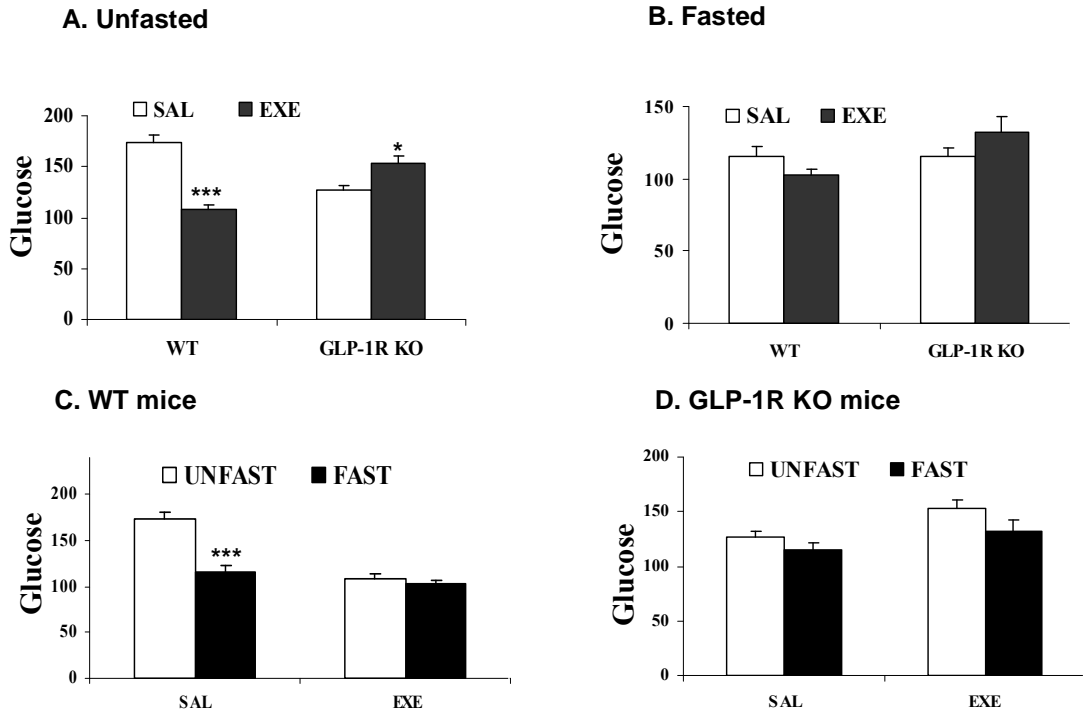 A. Unfasted
SAL EXE
Glucose
200
150
100
50
0
***
*
WT GLP-1R KO
B. Fasted
SAL EXE
Glucose
150
100
50
0
WT GLP-1R KO
C. WT mice
UNFAST FAST
Glucose
200
150
100
50
0
***
SAL EXE
D. GLP-1R KO mice
UNFAST FAST
Glucose
200
150
100
50
0
SAL EXE